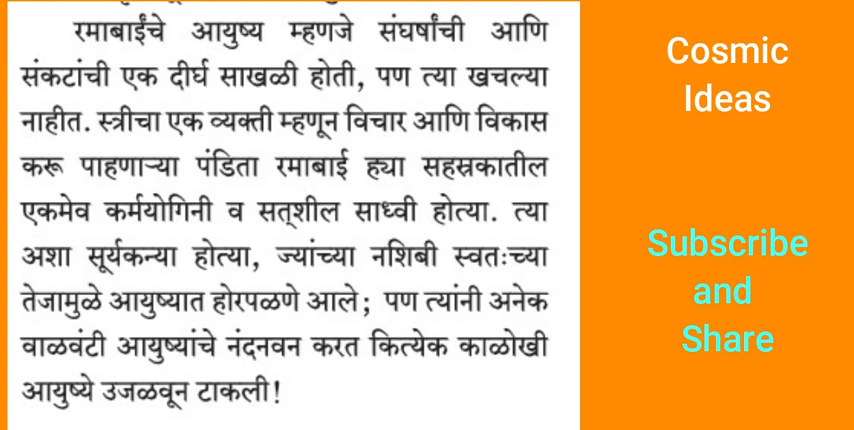 रमाबाईंचे आयुष्य म्हणजे संघर्षांची आणि
संकटांची एक दीर्घ साखळी होती, पण त्या खचल्या
नाहीत. स्त्रीचा एक व्यक्ती म्हणून विचार आणि विकास
करू पाहणाऱ्या पंडिता रमाबाई ह्या सहस्रकातील
एकमेव कर्मयोगिनी व सत्‌शील साध्वी होत्या. त्या
अशा सूर्यकन्या होत्या, ज्यांच्या नशिबी स्वतःच्या
तेजामुळे आयुष्यात होरपळणे आले; पण त्यांनी अनेक
वाळवंटी आयुष्यांचे नंदनवन करत कित्येक काळोखी
आयुष्ये उजळवून टाकली!
Cosmic
Ideas
Subscribe
and
Share